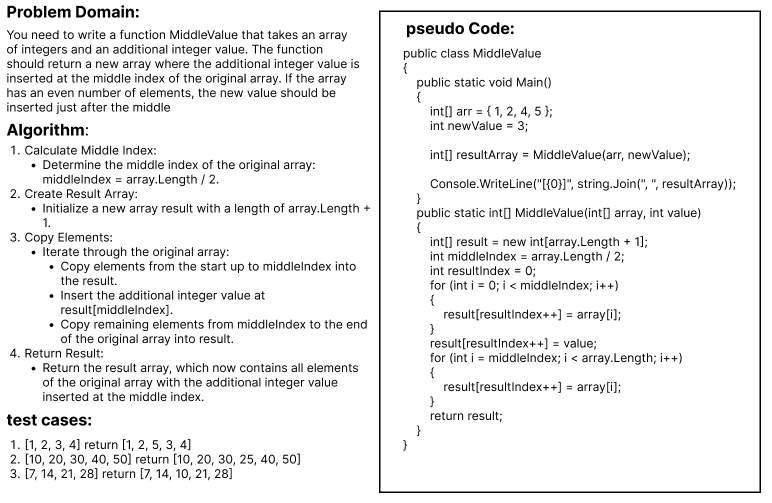 Problem Domain:
You need to write a function MiddleValue that takes an array
of integers and an additional integer value. The function
should return a new array where the additional integer value is
inserted at the middle index of the original array. If the array
has an even number of elements, the new value should be
inserted just after the middle
Algorithm:
1. Calculate Middle Index:
• Determine the middle index of the original array:
middleIndex = array.Length / 2.
2. Create Result Array:
• Initialize a new array result with a length of array.Length +
1.
3. Copy Elements:
• Iterate through the original array:
• Copy elements from the start up to middleIndex into
the result.
• Insert the additional integer value at
result[middleIndex].
• Copy remaining elements from middleIndex to the end
of the original array into result.
4. Return Result:
• Return the result array, which now contains all elements
of the original array with the additional integer value
inserted at the middle index.
test cases:
1. [1, 2, 3, 4] return [1, 2, 5, 3, 4]
2. [10, 20, 30, 40, 50] return [10, 20, 30, 25, 40, 50]
3. [7, 14, 21, 28] return [7, 14, 10, 21, 28]
pseudo Code:
public class MiddleValue
{
public static void Main()
{
int[] arr = { 1, 2, 4, 5 };
int newValue = 3;
int[] resultArray = MiddleValue(arr, newValue);
Console.WriteLine("[{0}]", string.Join(", ", resultArray));
}
public static int[] MiddleValue(int[] array, int value)
{
int[] result = new int[array.Length + 1];
int middleIndex = array.Length / 2;
int resultIndex = 0;
for (int i = 0; i < middleIndex; i++)
{
result[resultIndex++] = array[i];
}
result[resultIndex++] = value;
for (int i = middleIndex; i < array.Length; i++)
{
result[resultIndex++] = array[i];
}
return result;
}
}